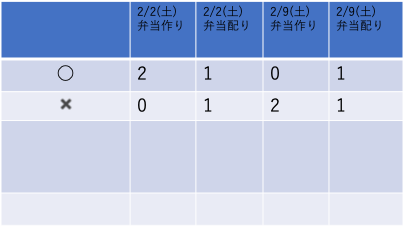 2/2(土) 2/2(土) 2/9(土) 2/9(土)
弁当作り 弁当配り 弁当作り 弁当配り
○ 2 1 0 1
× 0 1 2 1